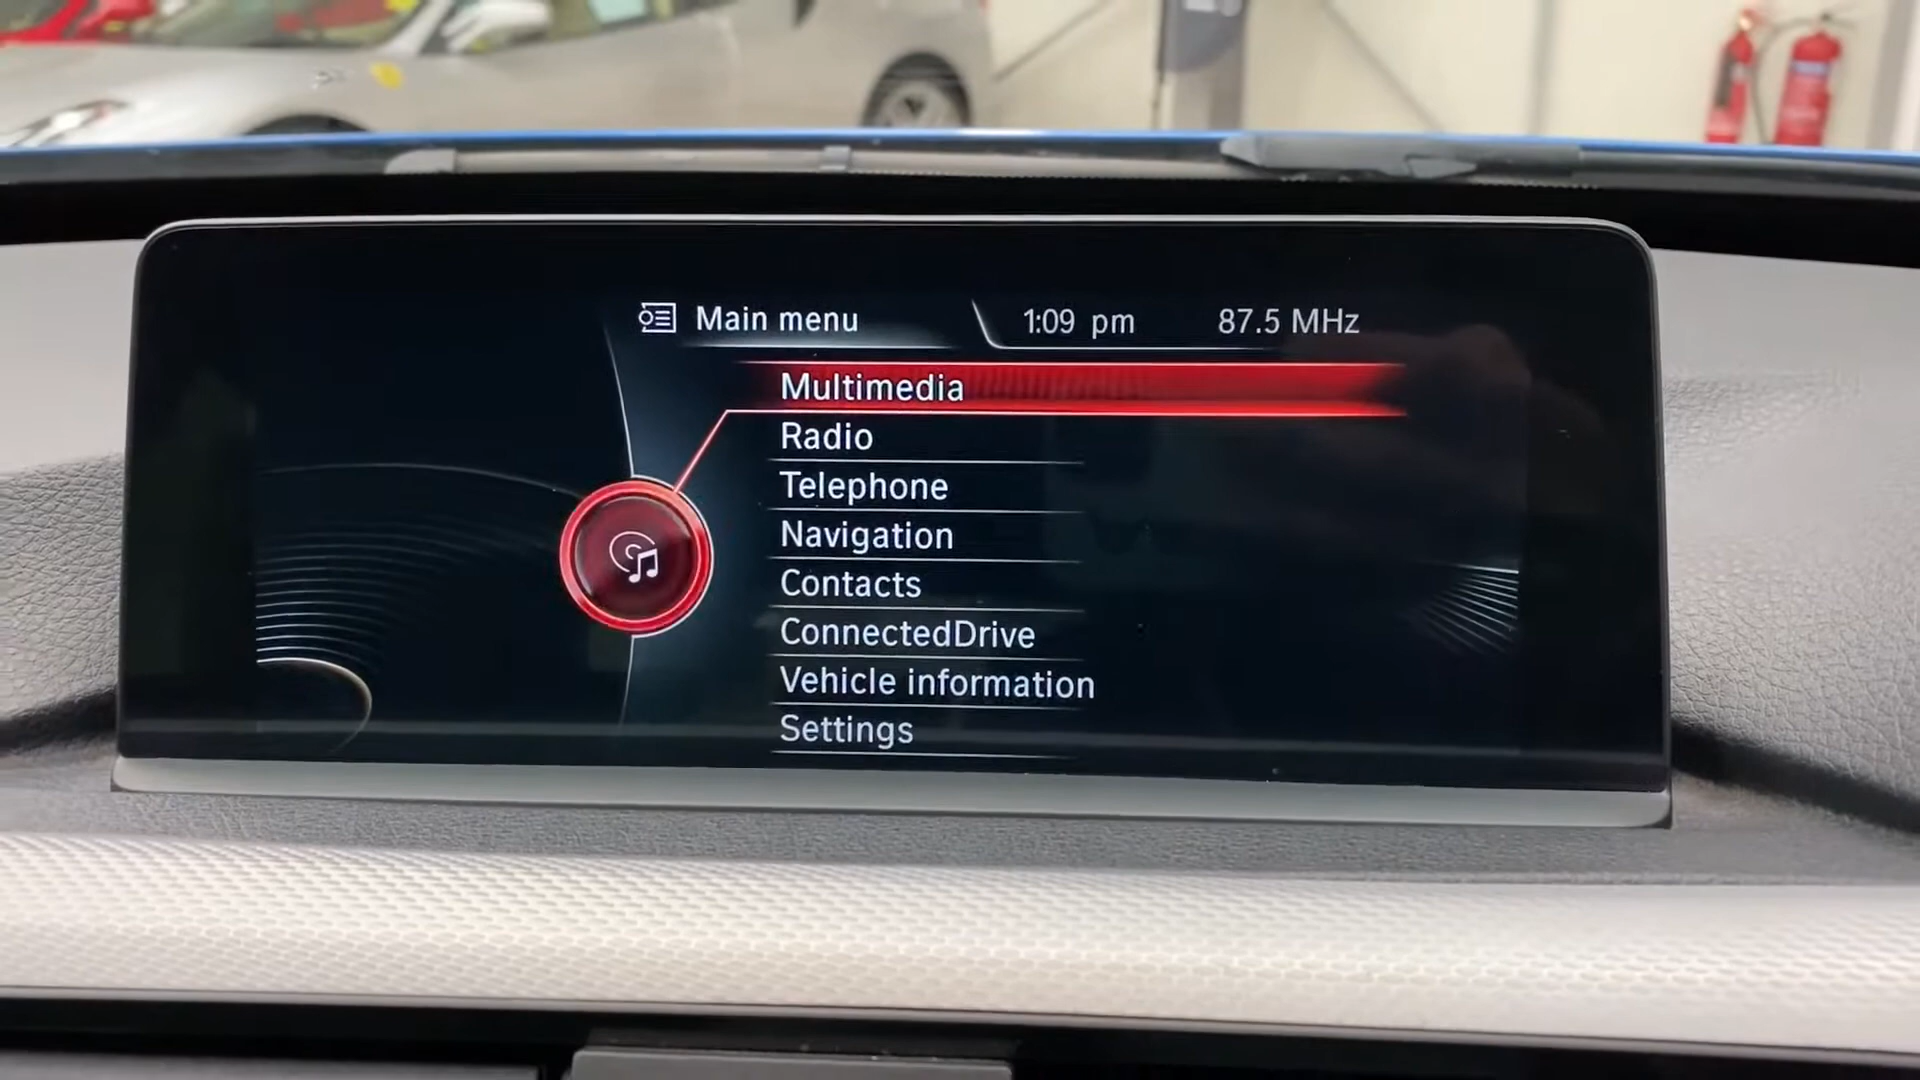 Main menu
1:09 pm
87.5 MHz
Multimedia
Radio
Telephone
Navigation
Contacts
ConnectedDrive
Vehicle information
Settings